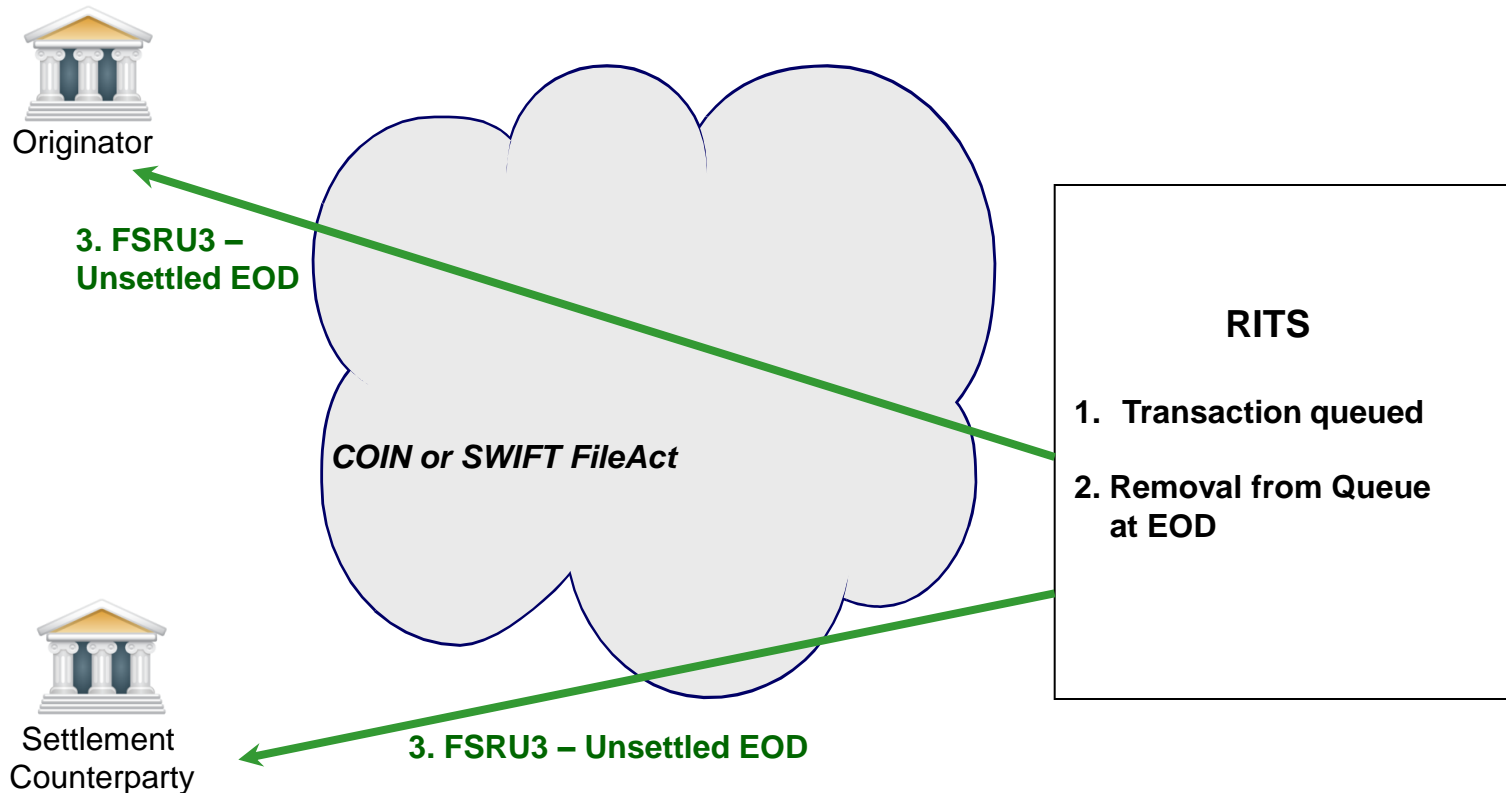 Originator
3. FSRU3 –
Unsettled EOD
COIN or SWIFT FileAct
RITS
1. Transaction queued
2. Removal from Queue
at EOD
Settlement
Counterparty
3. FSRU3 – Unsettled EOD